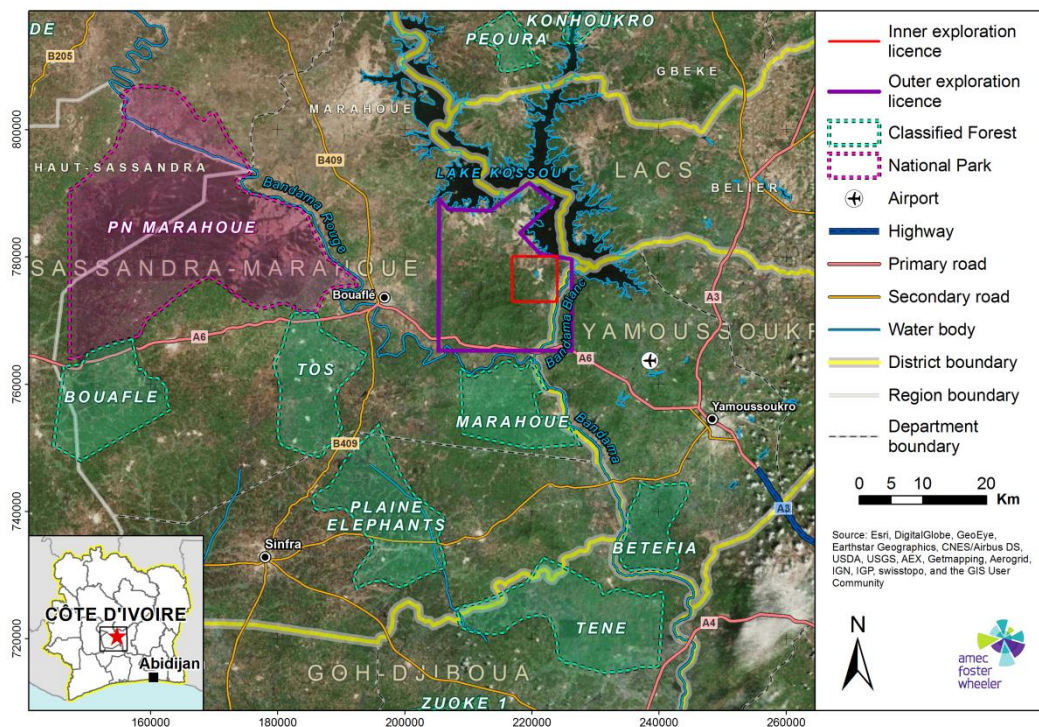 KONHOUKRO
PEOURA
DE
B205
GBEKE
MARAHOUE
800000
B409
HAUT-SASSANDRA
LAKE KOSSOU
LACS
BELIER
Bandama Rouge
PN MARAHOUE
780000
SASSANDRA-MARAHOUE
Bouaflé
A3
Bandama Blanc
YAMOUSSOUKR
A6
A6
760000
BOUAFLE
TOS
MARAHOUE
Yamoussoukro
Bandama
B409
740000
PLAINE
ELEPHANTS
A3
Sinfra
BETEFIA
720000
TENE
A4
GOH-DJIBOUA
ZUOKE 1
160000
180000
200000
220000
240000
260000
CÔTE D'IVOIRE
Abidijan
Inner exploration
licence
Outer exploration
licence
Classified Forest
National Park
Airport
Highway
Primary road
Secondary road
Water body
District boundary
Region boundary
Department
boundary
0 5 10 20
Km
Source: Esri, DigitalGlobe, GeoEye,
Earthstar Geographics, CNES/Airbus DS,
USDA, USGS, AEX, Getmapping, Aerogrid,
IGN, IGP, swisstopo, and the GIS User
Community
N
amec
foster
wheeler